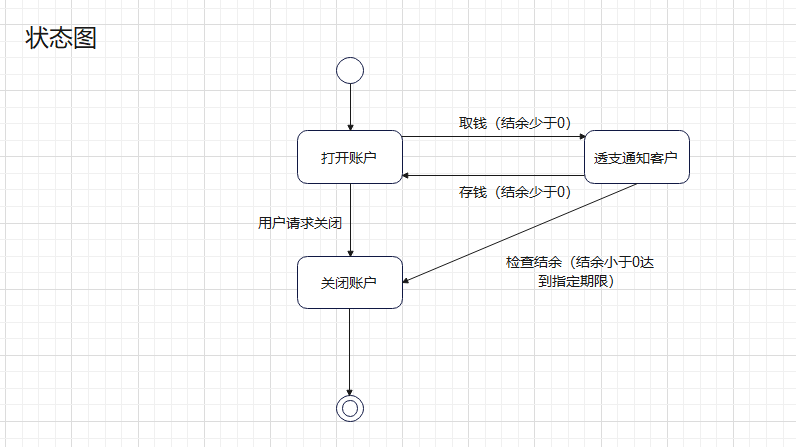 状态图
取钱（结余少于0）
打开账户
透支通知客户
存钱（结余少于0）
用户请求关闭
检查结余（结余小于0达
到指定期限）
关闭账户